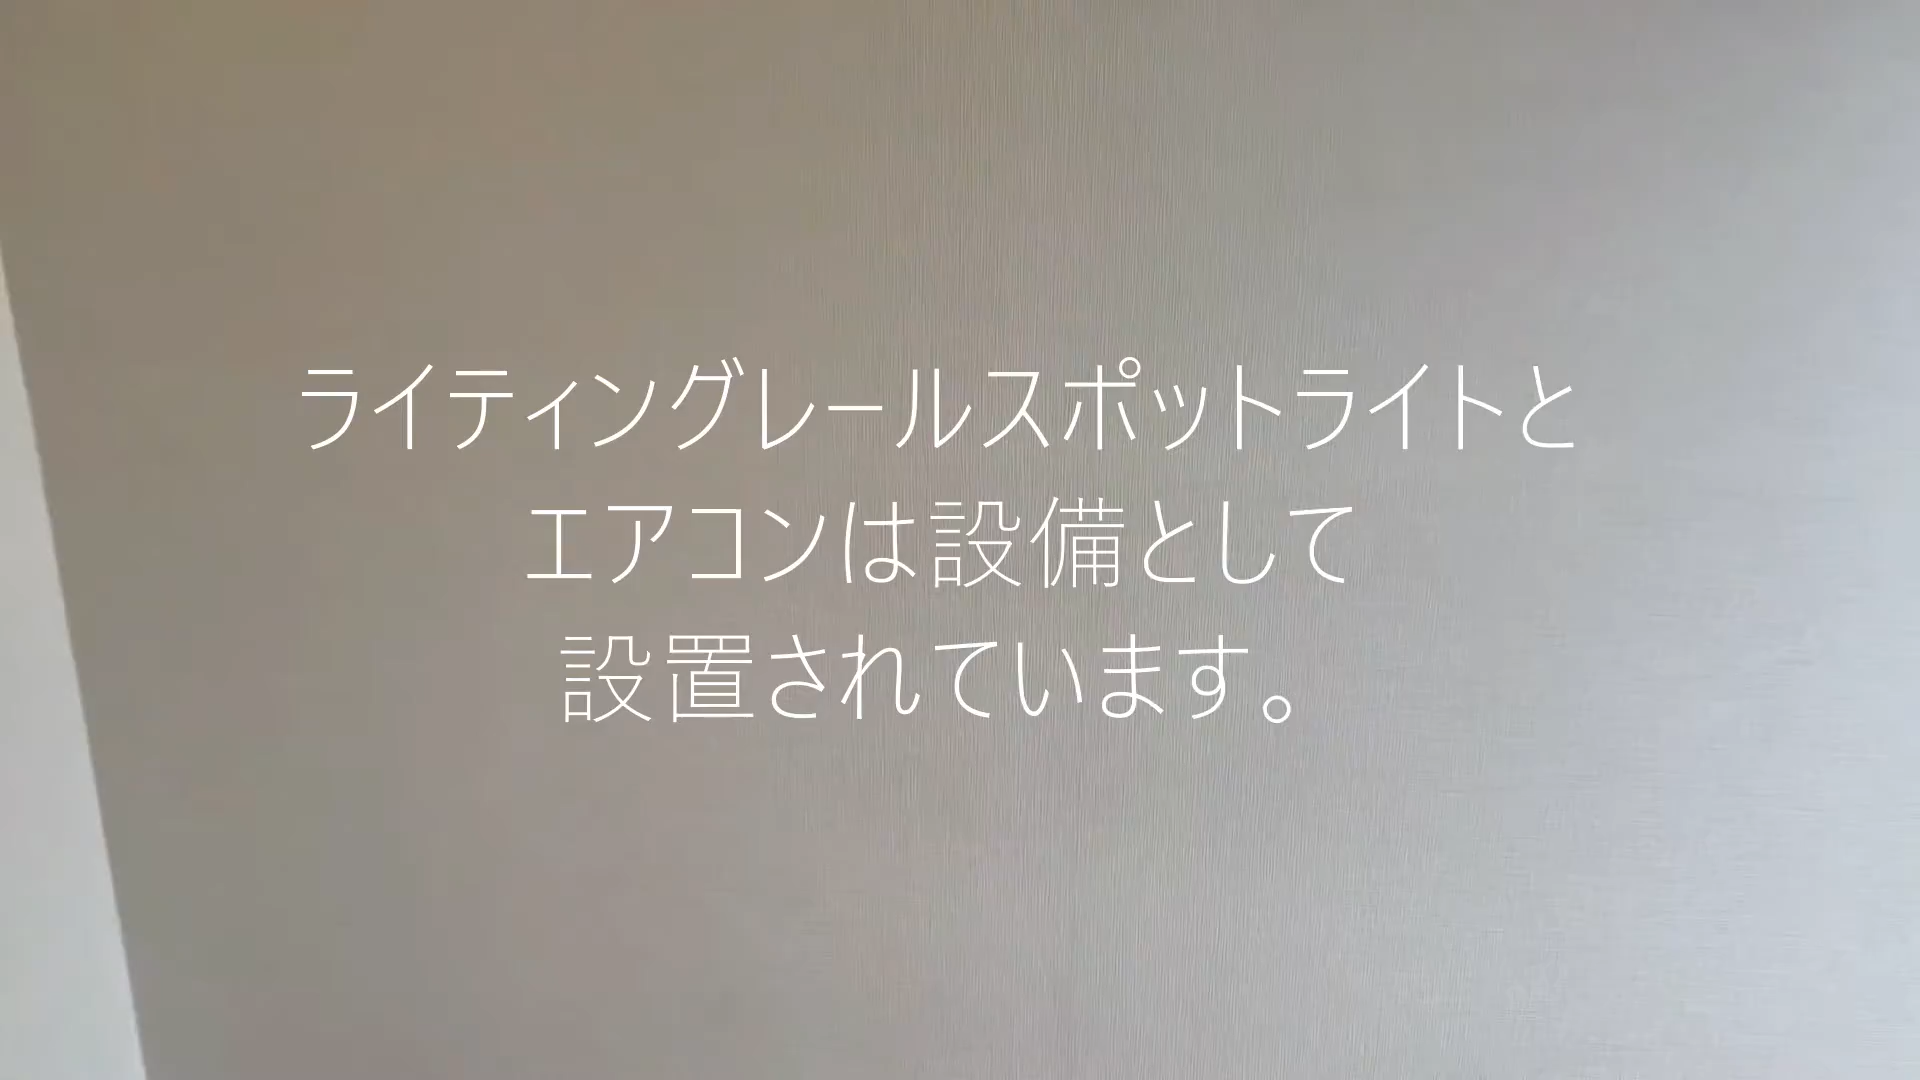 ライティングレールスポットライトと
エアコンは設備として
設置されています。